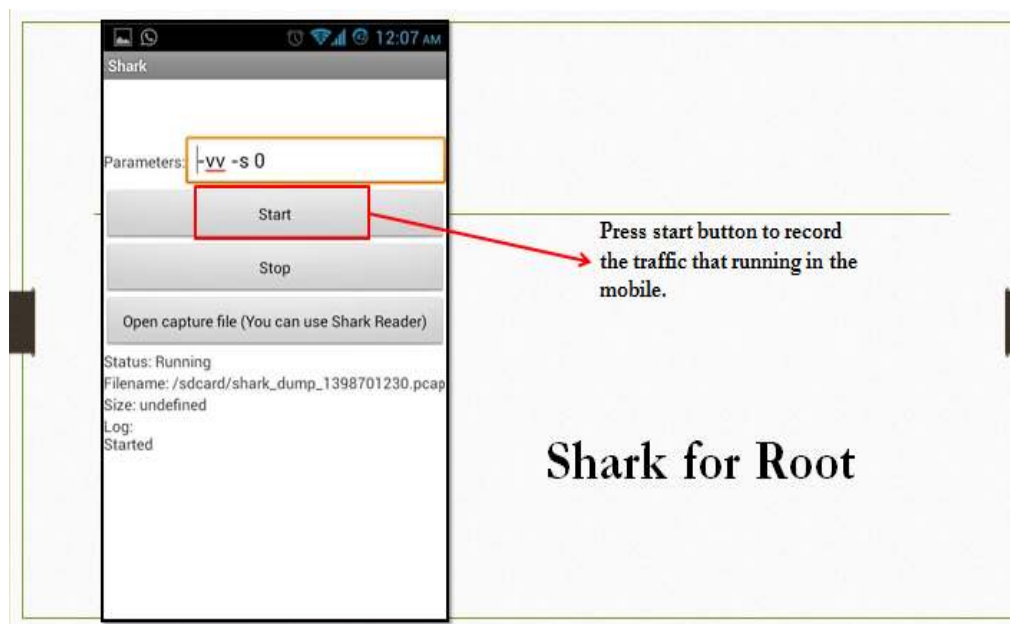 12:07 AM
Shark
Parameters: -vv -s 0
Start
Stop
Open capture file (You can use Shark Reader)
Status: Running
Filename: /sdcard/shark_dump_1398701230.pcap
Size: undefined
Log:
Started
Press start button to record
the traffic that running in the
mobile.
Shark for Root